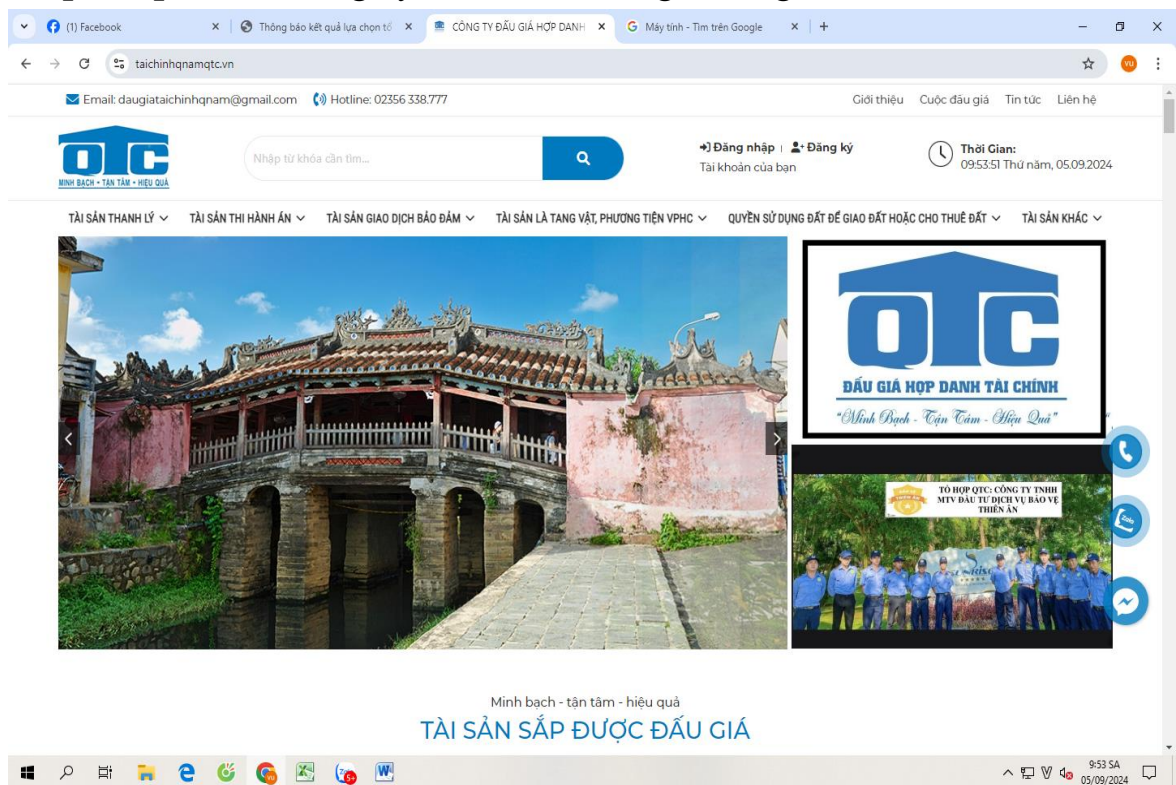 (1) Facebook
Thông báo kết quả lựa chọn tổ
CÔNG TY ĐẤU GIÁ HỢP DANH
Máy tính - Tìm trên Google
taichinhqnamqtc.vn
VU
Email: daugiataichinhqnam@gmail.com Hotline: 02356 338.777
Giới thiệu Cuộc đấu giá Tin tức Liên hệ
QTC
MINH BẠCH - TẬN TÂM - HIỆU QUẢ
Nhập từ khóa cần tìm...
Đăng nhập | Đăng ký
Tài khoản của bạn
Thời Gian:
09:53:51 Thứ năm, 05.09.2024
TÀI SẢN THANH LÝ TÀI SẢN THI HÀNH ÁN TÀI SẢN GIAO DỊCH BẢO ĐẢM TÀI SẢN LÀ TANG VẬT, PHƯƠNG TIỆN VPHC QUYỀN SỬ DỤNG ĐẤT ĐỂ GIAO ĐẤT HOẶC CHO THUÊ ĐẤT TÀI SẢN KHÁC
QTC
ĐẤU GIÁ HỢP DANH TÀI CHÍNH
"Minh Bạch - Tận Tâm - Hiệu Quả"
TỔ HỢP QTC: CÔNG TY TNHH
MTV ĐẦU TƯ DỊCH VỤ BẢO VỆ
THIÊN ÂN
Zalo
Minh bạch - tận tâm - hiệu quả
TÀI SẢN SẮP ĐƯỢC ĐẤU GIÁ
5+
9:53 SA
05/09/2024